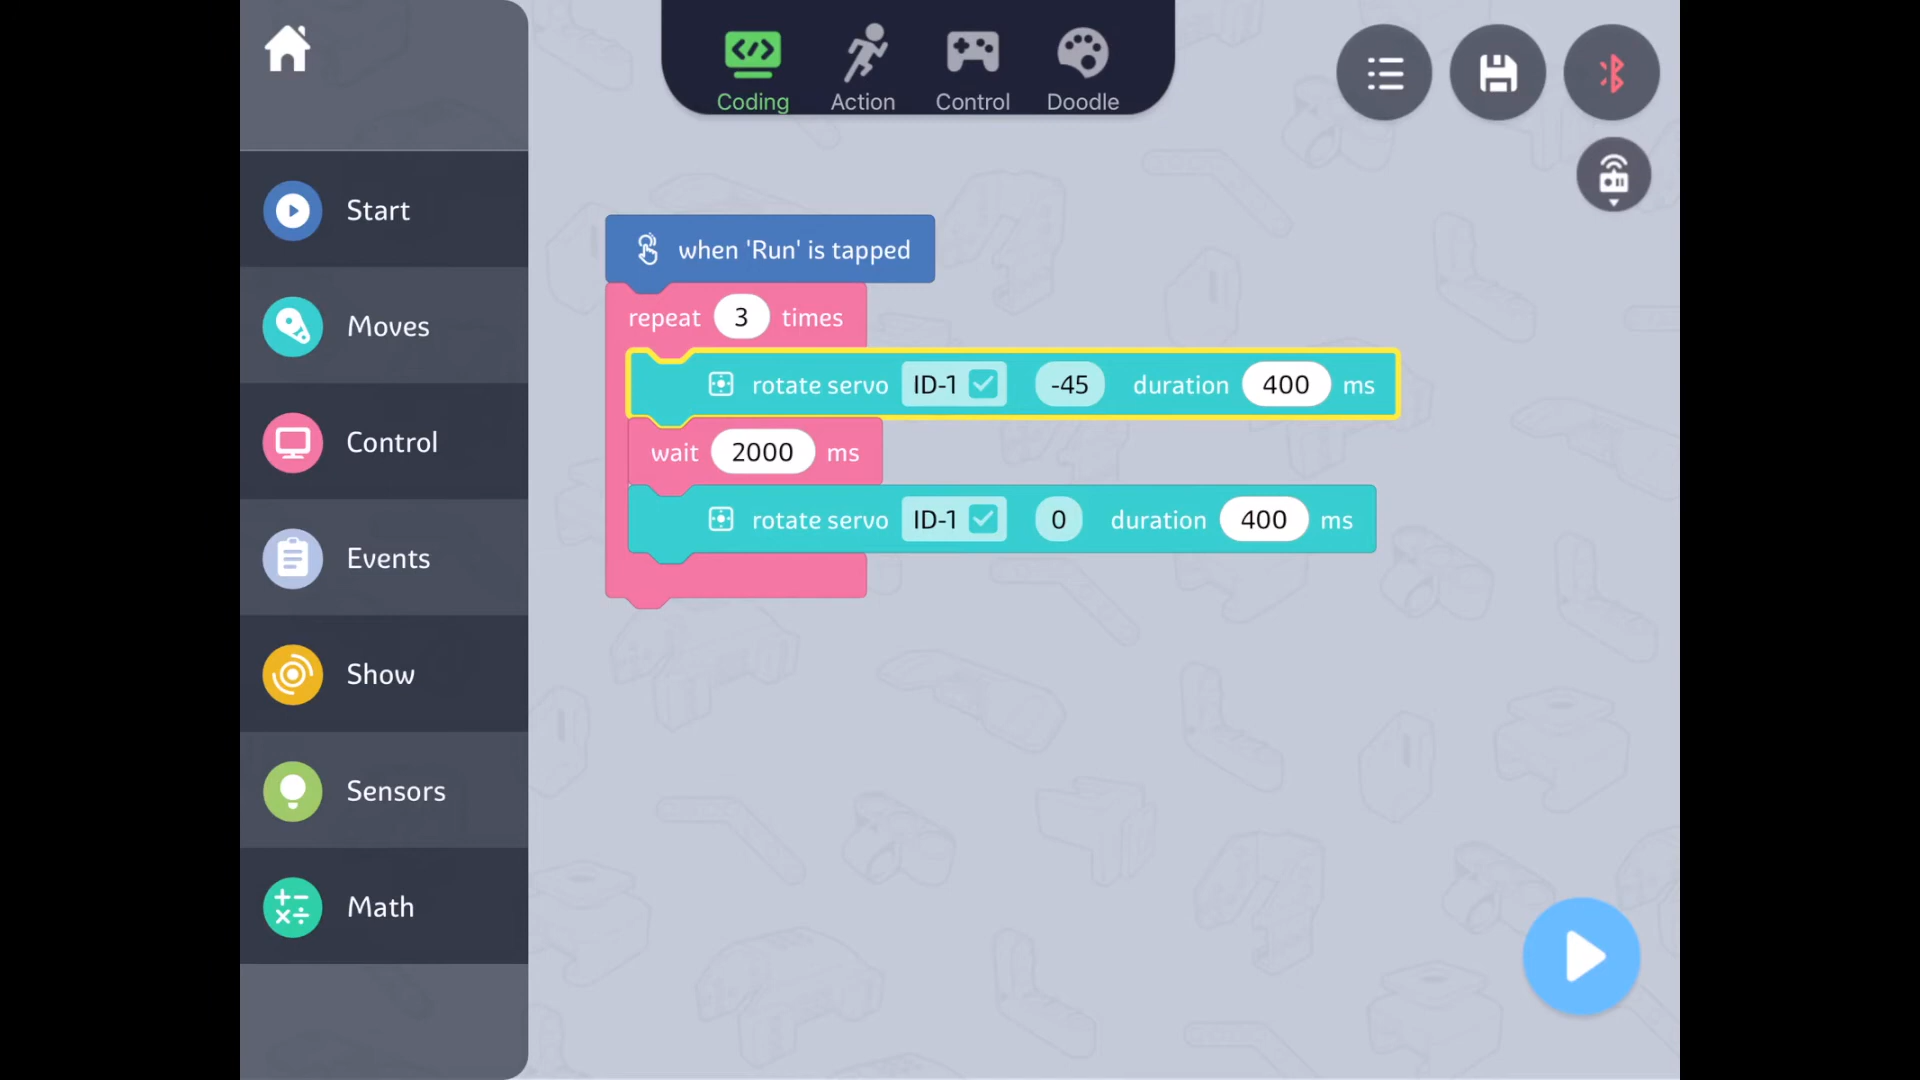 Coding Action Control Doodle
Start
Moves
Control
Events
Show
Sensors
Math
when 'Run' is tapped
repeat 3 times
rotate servo ID-1 -45 duration 400 ms
wait 2000 ms
rotate servo ID-1 0 duration 400 ms